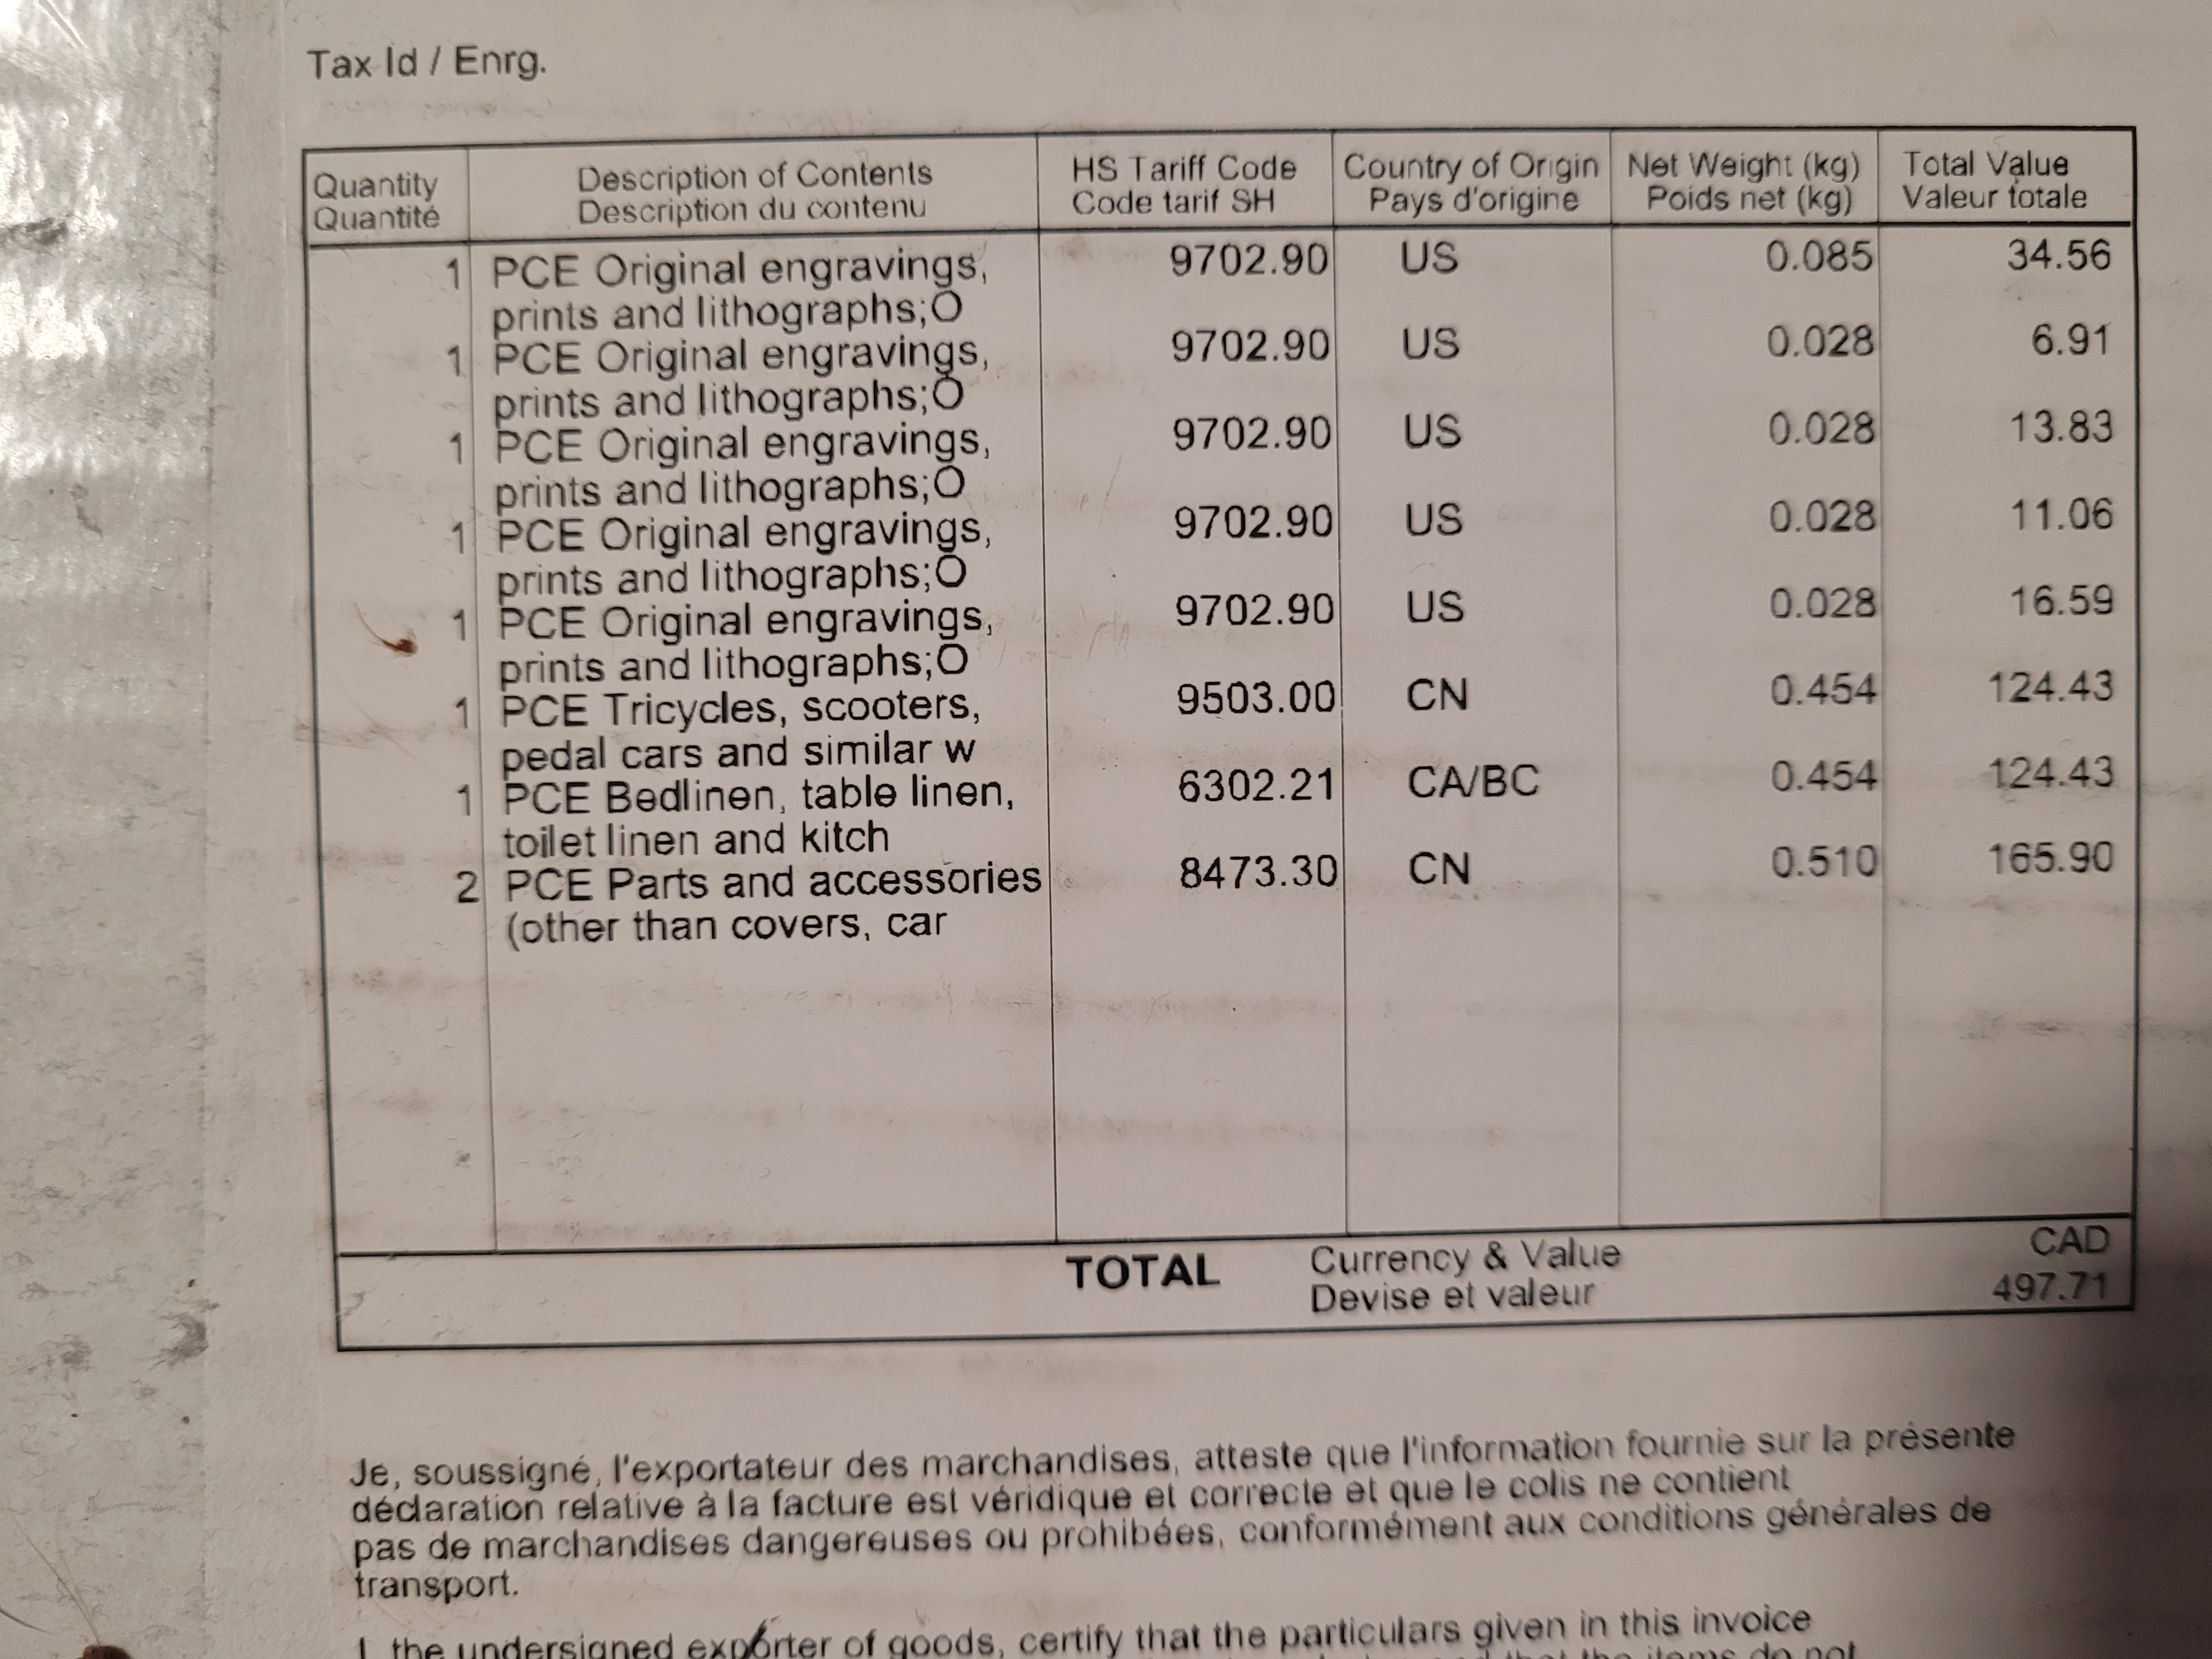 Tax Id / Enrg.
Quantity Description of Contents HS Tariff Code Country of Origin Net Weight (kg) Total Value
Quantité Description du contenu Code tarif SH Pays d'origine Poids net (kg) Valeur totale
1 PCE Original engravings, 9702.90 US 0.085 34.56
prints and lithographs;O
1 PCE Original engravings, 9702.90 US 0.028 6.91
prints and lithographs;O
1 PCE Original engravings, 9702.90 US 0.028 13.83
prints and lithographs;O
1 PCE Original engravings, 9702.90 US 0.028 11.06
prints and lithographs;O
1 PCE Original engravings, 9702.90 US 0.028 16.59
prints and lithographs;O
1 PCE Tricycles, scooters, 9503.00 CN 0.454 124.43
pedal cars and similar w
1 PCE Bedlinen, table linen, 6302.21 CA/BC 0.454 124.43
toilet linen and kitch
2 PCE Parts and accessories 8473.30 CN 0.510 165.90
(other than covers, car
TOTAL Currency & Value CAD
Devise et valeur 497.71
Je, soussigné, l'exportateur des marchandises, atteste que l'information fournie sur la présente
déclaration relative à la facture est véridique et correcte et que le colis ne contient
pas de marchandises dangereuses ou prohibées, conformément aux conditions générales de
transport.
I, the undersigned exporter of goods, certify that the particulars given in this invoice
that the items do not